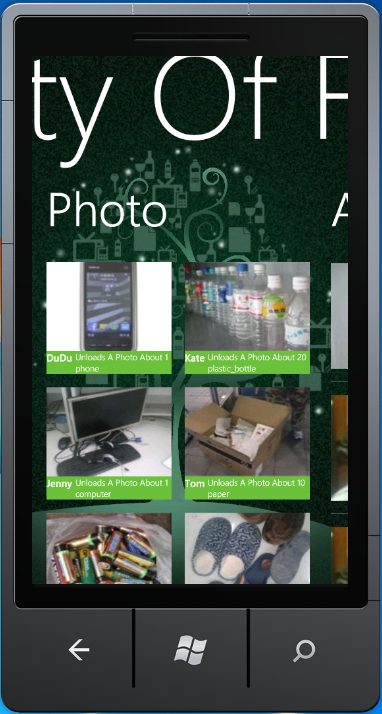 ty Of F
Photo
A
DuDu Unloads A Photo About 1
phone
Kate Unloads A Photo About 20
plastic_bottle
Jenny Unloads A Photo About 1
computer
Tom Unloads A Photo About 10
paper